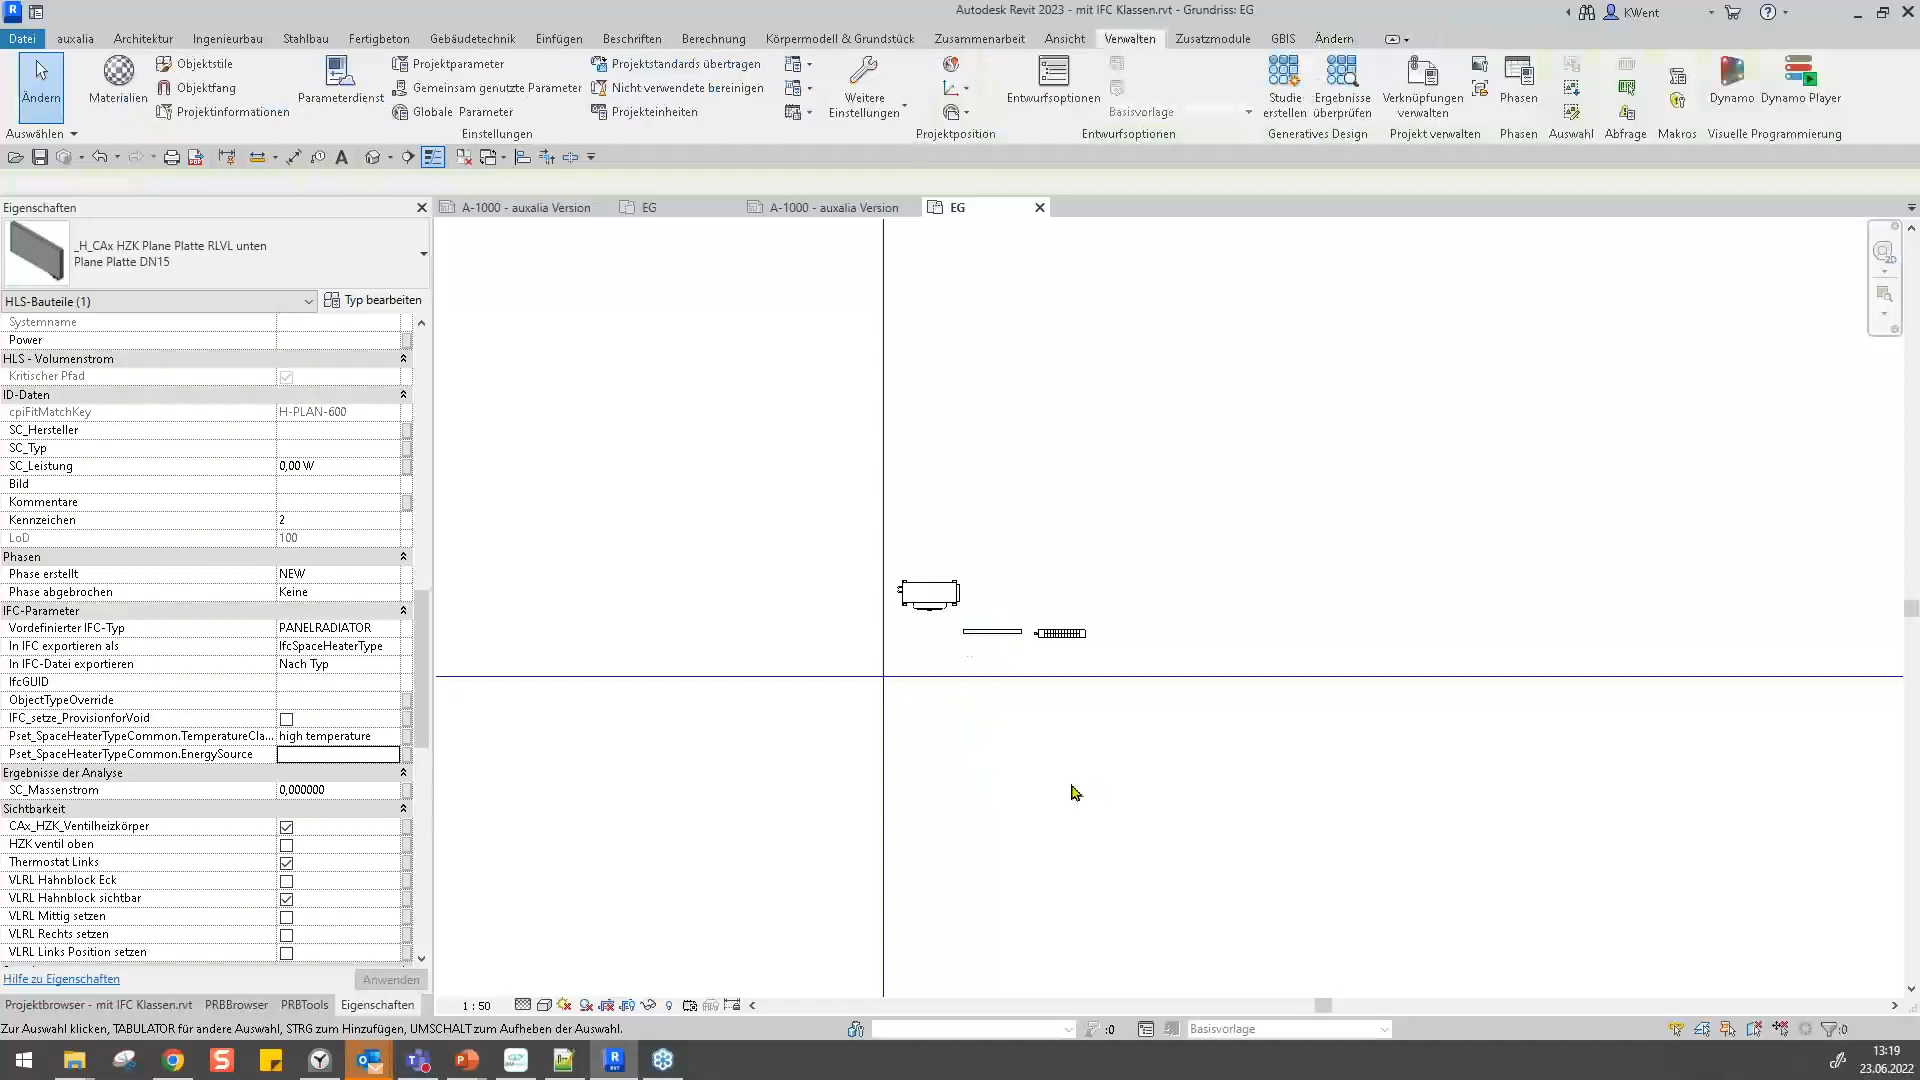 Autodesk Revit 2023 - mit IFC Klassen.rvt - Grundriss: EG
KWent
Datei auxalia Architektur Ingenieurbau Stahlbau Fertigbeton Gebäudetechnik Einfügen Beschriften Berechnung Körpermodell & Grundstück Zusammenarbeit Ansicht Verwalten Zusatzmodule GBIS Ändern
Ändern
Materialien
Objektstile
Objektfang
Projektinformationen
Parameterdienst
Projektparameter
Gemeinsam genutzte Parameter
Globale Parameter
Projektstandards übertragen
Nicht verwendete bereinigen
Projekteinheiten
Weitere
Einstellungen
Entwurfsoptionen
Basisvorlage
Studie
erstellen
Ergebnisse
überprüfen
Verknüpfungen
verwalten
Phasen
Dynamo
Dynamo Player
Auswählen
Einstellungen
Projektposition
Entwurfsoptionen
Generatives Design
Projekt verwalten
Phasen
Auswahl
Abfrage
Makros
Visuelle Programmierung
Eigenschaften
A-1000 - auxalia Version
EG
A-1000 - auxalia Version
EG
_H_CAx HZK Plane Platte RLVL unten
Plane Platte DN15
HLS-Bauteile (1)
Typ bearbeiten
2D
Systemname
Power
HLS - Volumenstrom
Kritischer Pfad
ID-Daten
cpiFitMatchKey H-PLAN-600
SC_Hersteller
SC_Typ
SC_Leistung 0,00 W
Bild
Kommentare
Kennzeichen 2
LoD 100
Phasen
Phase erstellt NEW
Phase abgebrochen Keine
IFC-Parameter
Vordefinierter IFC-Typ PANELRADIATOR
In IFC exportieren als IfcSpaceHeaterType
In IFC-Datei exportieren Nach Typ
IfcGUID
ObjectTypeOverride
IFC_setze_ProvisionforVoid
Pset_SpaceHeaterTypeCommon.TemperatureCla... high temperature
Pset_SpaceHeaterTypeCommon.EnergySource
Ergebnisse der Analyse
SC_Massenstrom 0,000000
Sichtbarkeit
CAx_HZK_Ventilheizkörper
HZK ventil oben
Thermostat Links
VLRL Hahnblock Eck
VLRL Hahnblock sichtbar
VLRL Mittig setzen
VLRL Rechts setzen
VLRL Links Position setzen
Hilfe zu Eigenschaften
Anwenden
Projektbrowser - mit IFC Klassen.rvt PRBBrowser PRBTools Eigenschaften
1 : 50
Zur Auswahl klicken, TABULATOR für andere Auswahl, STRG zum Hinzufügen, UMSCHALT zum Aufheben der Auswahl.
:0
Basisvorlage
:0
13:19
23.06.2022